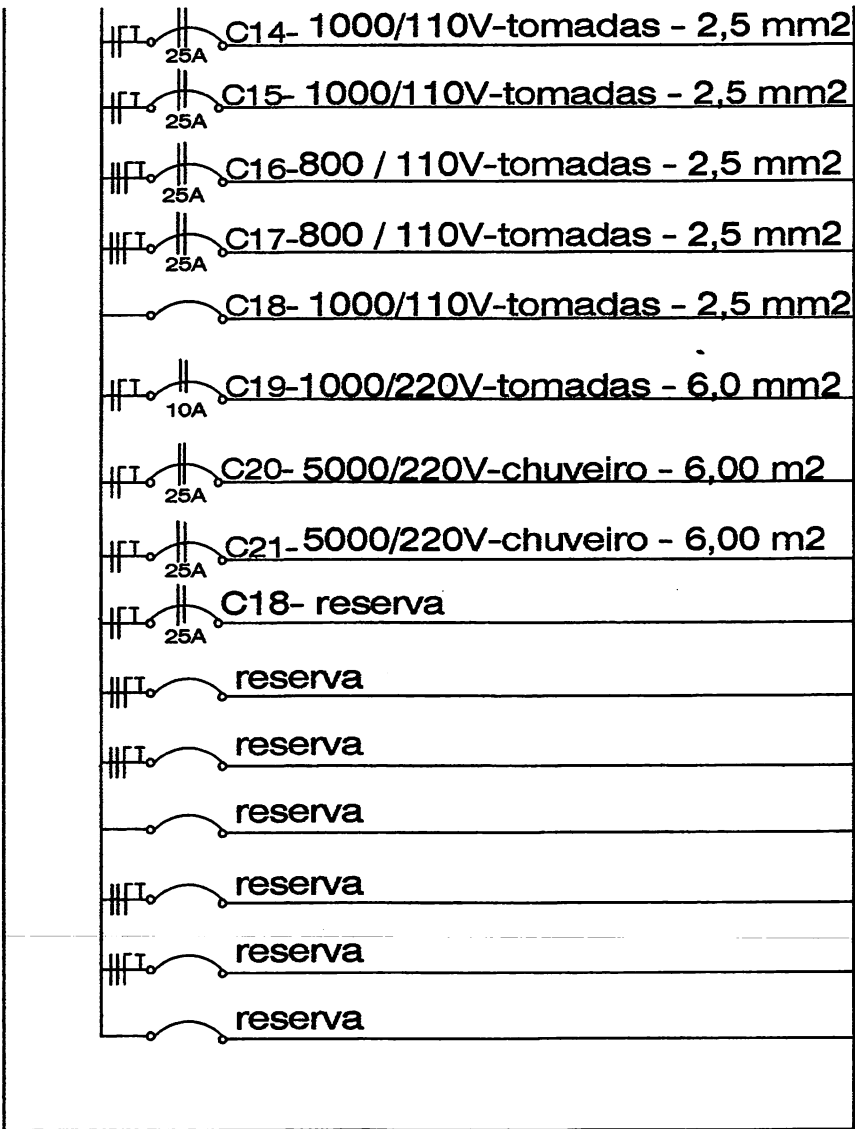 C14- 1000/110V-tomadas - 2,5 mm2
25A
C15- 1000/110V-tomadas - 2,5 mm2
25A
C16-800 / 110V-tomadas - 2,5 mm2
25A
C17-800 / 110V-tomadas - 2,5 mm2
25A
C18- 1000/110V-tomadas - 2,5 mm2
C19-1000/220V-tomadas - 6,0 mm2
10A
C20- 5000/220V-chuveiro - 6,00 m2
25A
C21- 5000/220V-chuveiro - 6,00 m2
25A
C18- reserva
25A
reserva
reserva
reserva
reserva
reserva
reserva